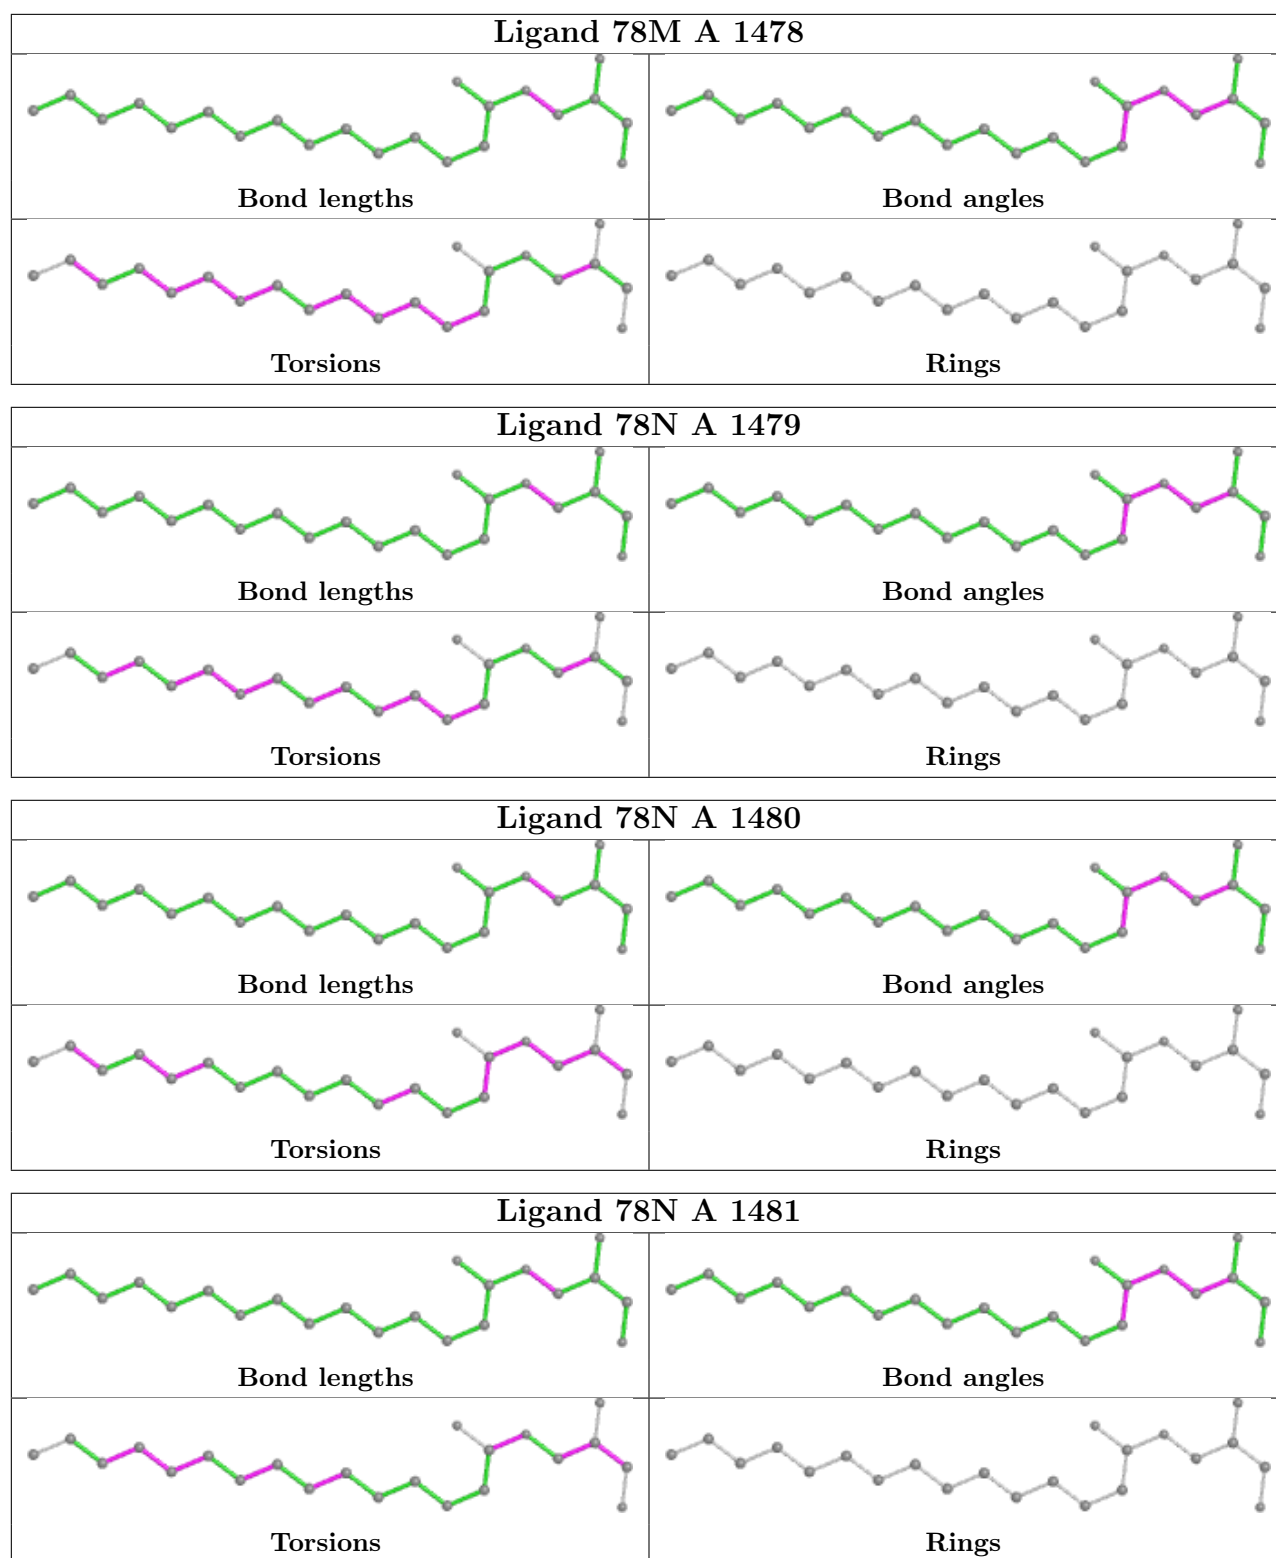 Ligand 78M A 1478
Bond lengths
Bond angles
Torsions
Rings
Ligand 78N A 1479
Bond lengths
Bond angles
Torsions
Rings
Ligand 78N A 1480
Bond lengths
Bond angles
Torsions
Rings
Ligand 78N A 1481
Bond lengths
Bond angles
Torsions
Rings